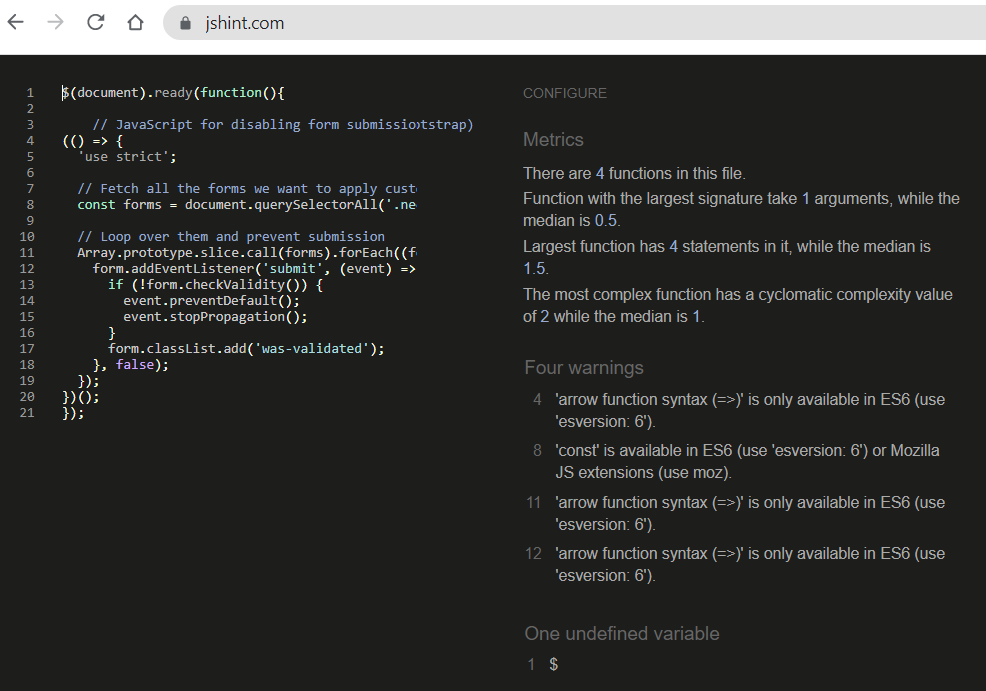 jshint.com
1 $(document).ready(function(){
2
3 // JavaScript for disabling form submissio tstrap)
4 (() => {
5 'use strict';
6
7 // Fetch all the forms we want to apply cust
8 const forms = document.querySelectorAll('.ne
9
10 // Loop over them and prevent submission
11 Array.prototype.slice.call(forms).forEach((f
12 form.addEventListener('submit', (event) =>
13 if (!form.checkValidity()) {
14 event.preventDefault();
15 event.stopPropagation();
16 }
17 form.classList.add('was-validated');
18 }, false);
19 });
20 })();
21 });
CONFIGURE
Metrics
There are 4 functions in this file.
Function with the largest signature take 1 arguments, while the
median is 0.5.
Largest function has 4 statements in it, while the median is
1.5.
The most complex function has a cyclomatic complexity value
of 2 while the median is 1.
Four warnings
4 'arrow function syntax (=>)' is only available in ES6 (use
'esversion: 6').
8 'const' is available in ES6 (use 'esversion: 6') or Mozilla
JS extensions (use moz).
11 'arrow function syntax (=>)' is only available in ES6 (use
'esversion: 6').
12 'arrow function syntax (=>)' is only available in ES6 (use
'esversion: 6').
One undefined variable
1 $